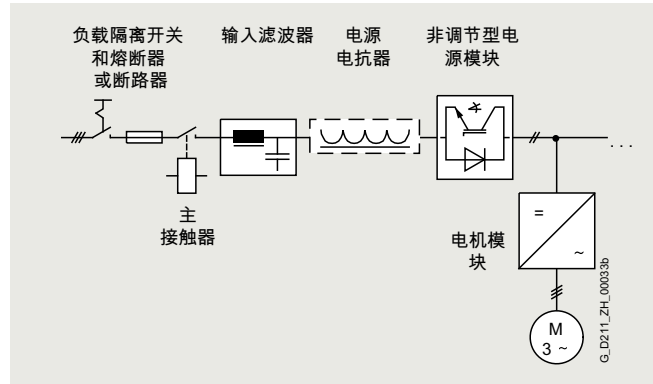 负载隔离开关
和熔断器
或断路器
输入滤波器
电源
电抗器
非调节型电
源模块
主
接触器
...
=
~
电机模
块
M
3 ~
G_D211_ZH_00033b